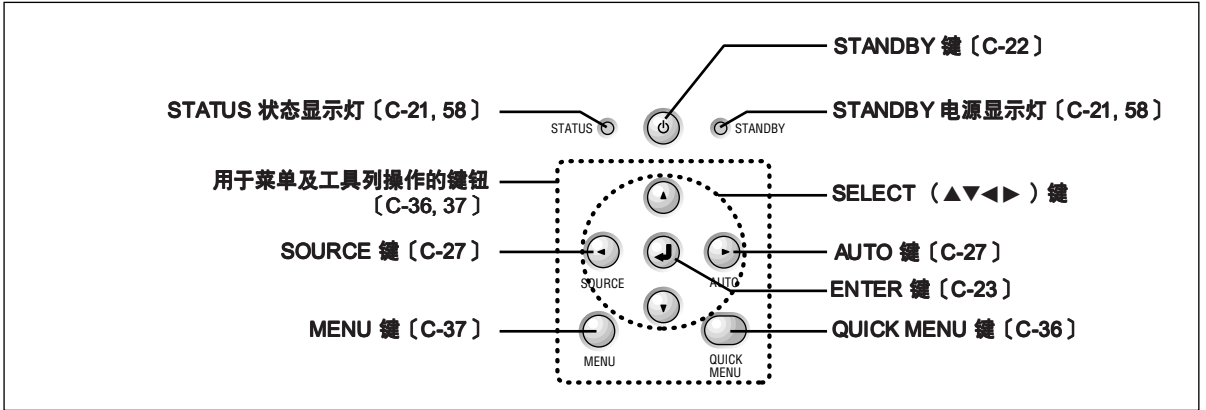 STANDBY 键〔C-22〕
STATUS 状态显示灯〔C-21, 58〕
STANDBY 电源显示灯〔C-21, 58〕
STATUS
STANDBY
用于菜单及工具列操作的键钮
〔C-36, 37〕
SELECT （▲▼◀▶）键
SOURCE 键〔C-27〕
AUTO 键〔C-27〕
SOURCE
AUTO
ENTER 键〔C-23〕
MENU 键〔C-37〕
QUICK MENU 键〔C-36〕
MENU
QUICK
MENU